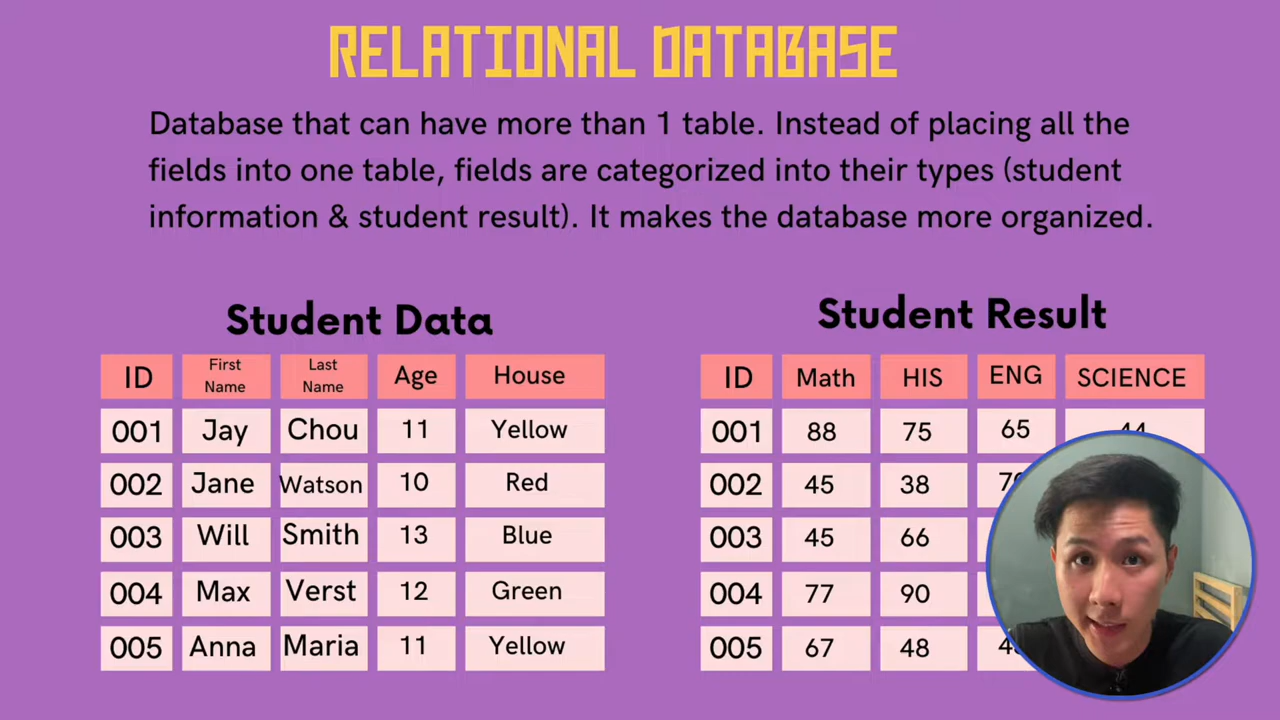 RELATIONAL DATABASE
Database that can have more than 1 table. Instead of placing all the
fields into one table, fields are categorized into their types (student
information & student result). It makes the database more organized.
Student Data
ID First Name Last Name Age House
001 Jay Chou 11 Yellow
002 Jane Watson 10 Red
003 Will Smith 13 Blue
004 Max Verst 12 Green
005 Anna Maria 11 Yellow
Student Result
ID Math HIS ENG SCIENCE
001 88 75 65 44
002 45 38
003 45 66
004 77 90
005 67 48